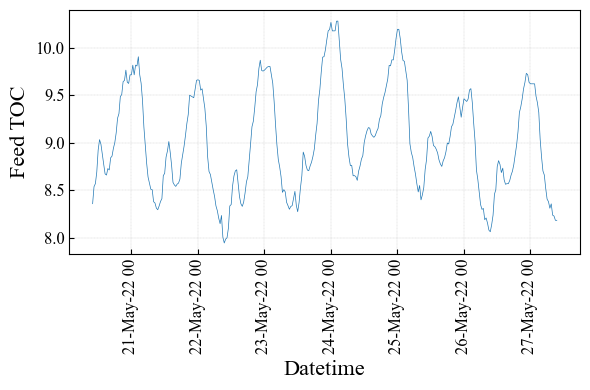 Feed TOC
10.0
9.5
9.0
8.5
8.0
21-May-22 00
22-May-22 00
23-May-22 00
24-May-22 00
25-May-22 00
26-May-22 00
27-May-22 00
Datetime